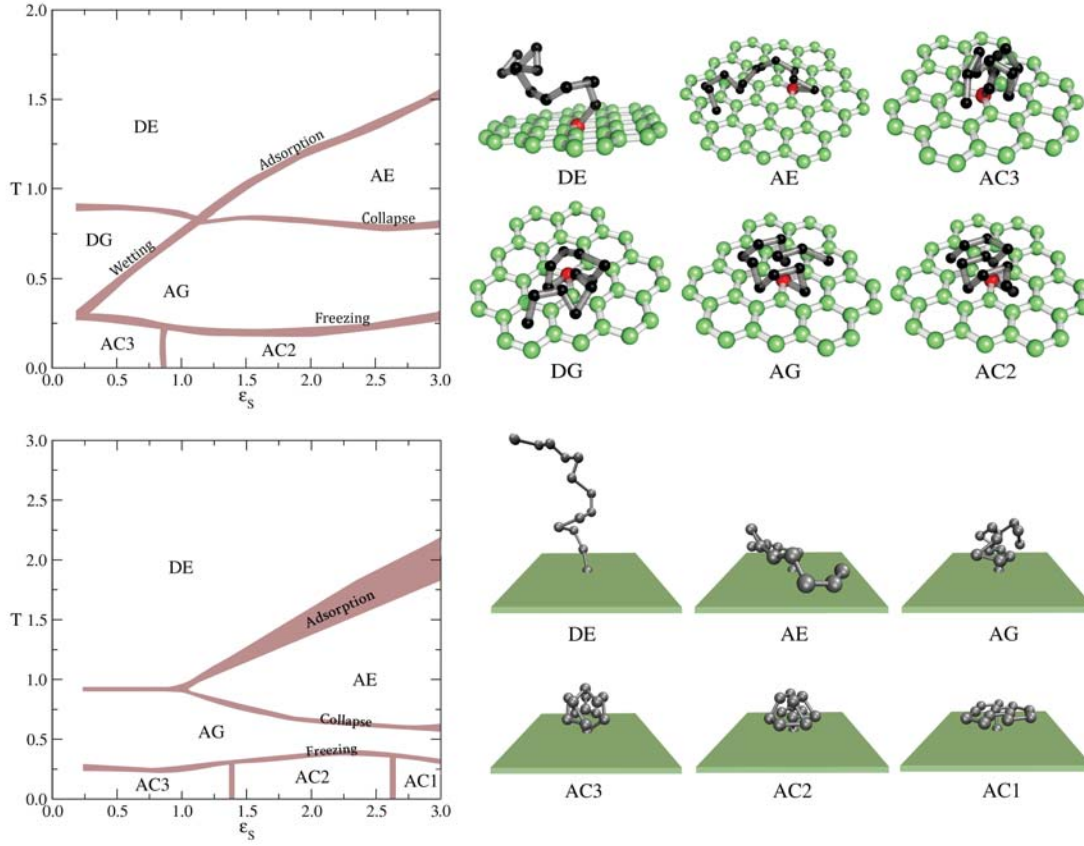 2.0
DE
AE
AC3
Adsorption
1.5
DE
AE
T 1.0
Collapse
DG
Wetting
0.5
AG
Freezing
AC3
AC2
0.0
0.0 0.5 1.0 1.5 2.0 2.5 3.0
εS
DG
AG
AC2
3.0
2.5
DE
2.0
T
Adsorption
1.5
1.0
AE
AG
Collapse
0.5
Freezing
AC3
AC2
AC1
0.0
0.0 0.5 1.0 1.5 2.0 2.5 3.0
εS
DE
AE
AG
AC3
AC2
AC1